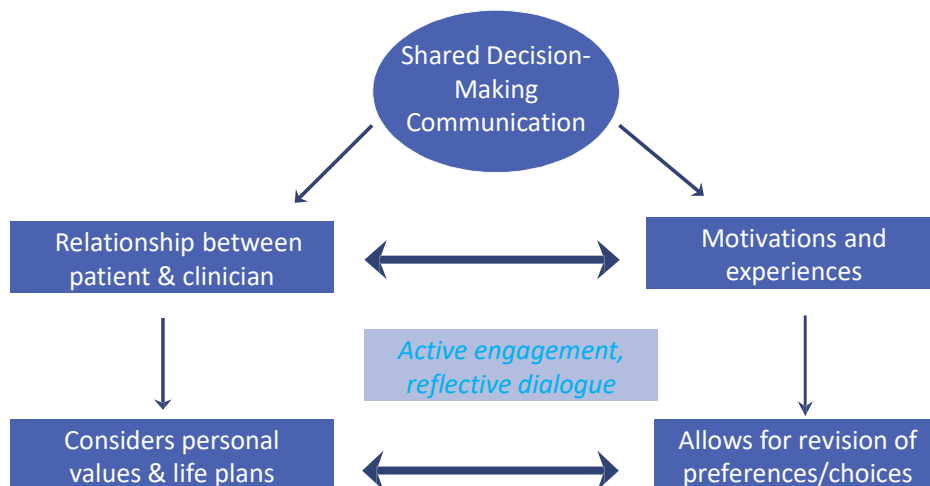 Shared Decision-
Making
Communication
Relationship between
patient & clinician
Motivations and
experiences
Active engagement,
reflective dialogue
Considers personal
values & life plans
Allows for revision of
preferences/choices